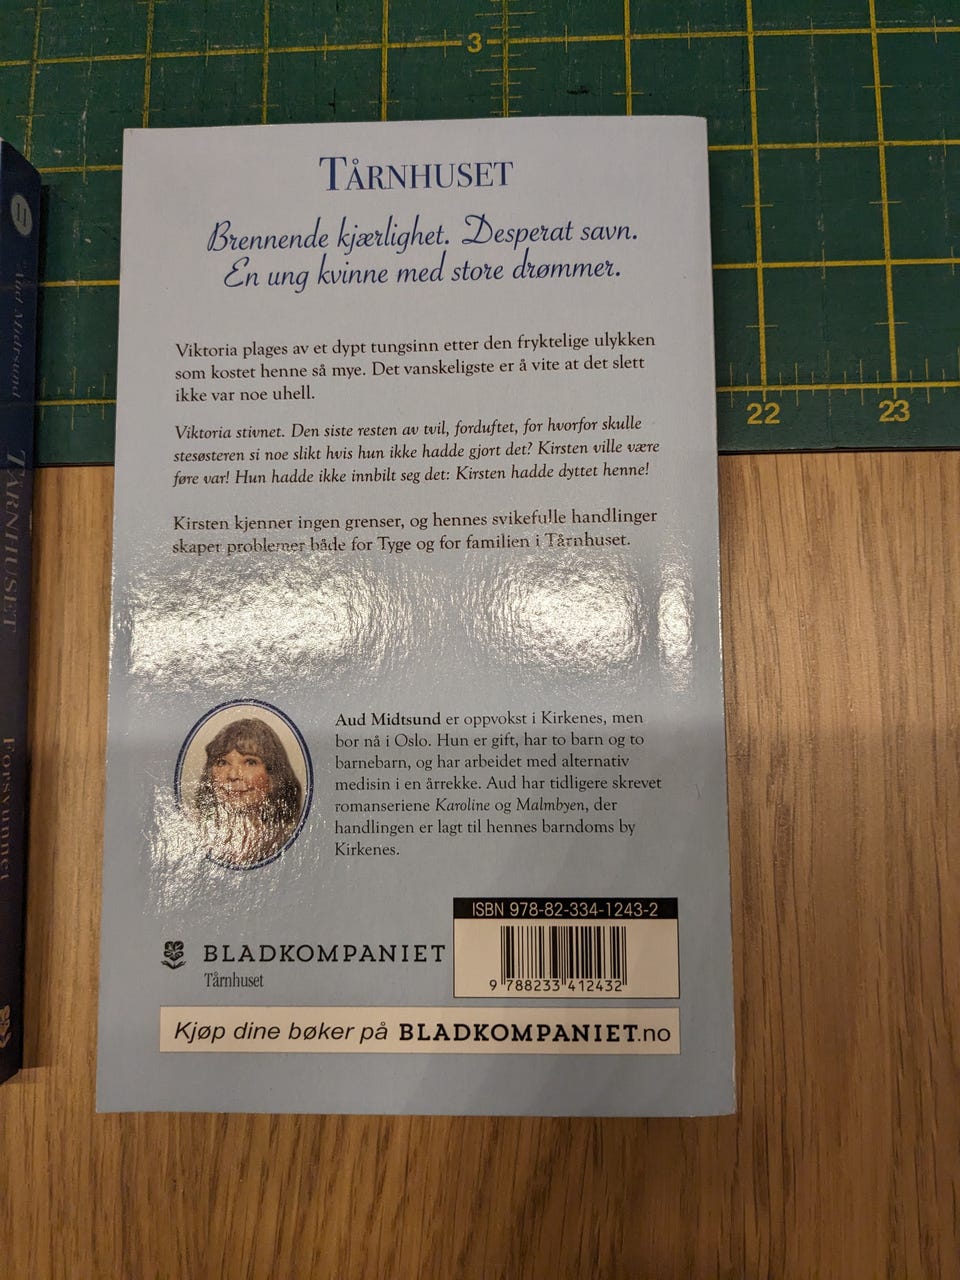 3
22
23
TÅRNHUSET
Brennende kjærlighet. Desperat savn.
En ung kvinne med store drømmer.
Viktoria plages av et dypt tungsinn etter den fryktelige ulykken
som kostet henne så mye. Det vanskeligste er å vite at det slett
ikke var noe uhell.
Viktoria stivnet. Den siste resten av tvil, forduftet, for hvorfor skulle
stesøsteren si noe slikt hvis hun ikke hadde gjort det? Kirsten ville være
føre var! Hun hadde ikke innbilt seg det: Kirsten hadde dyttet henne!
Kirsten kjenner ingen grenser, og hennes svikefulle handlinger
skaper problemer både for Tyge og for familien i Tårnhuset.
Aud Midtsund er oppvokst i Kirkenes, men
bor nå i Oslo. Hun er gift, har to barn og to
barnebarn, og har arbeidet med alternativ
medisin i en årrekke. Aud har tidligere skrevet
romanseriene Karoline og Malmbyen, der
handlingen er lagt til hennes barndoms by
Kirkenes.
ISBN 978-82-334-1243-2
9 788233 412432
BLADKOMPANIET
Tårnhuset
Kjøp dine bøker på BLADKOMPANIET.no
11
Aud Midtsund
TÅRNHUSET
Forsvunnet